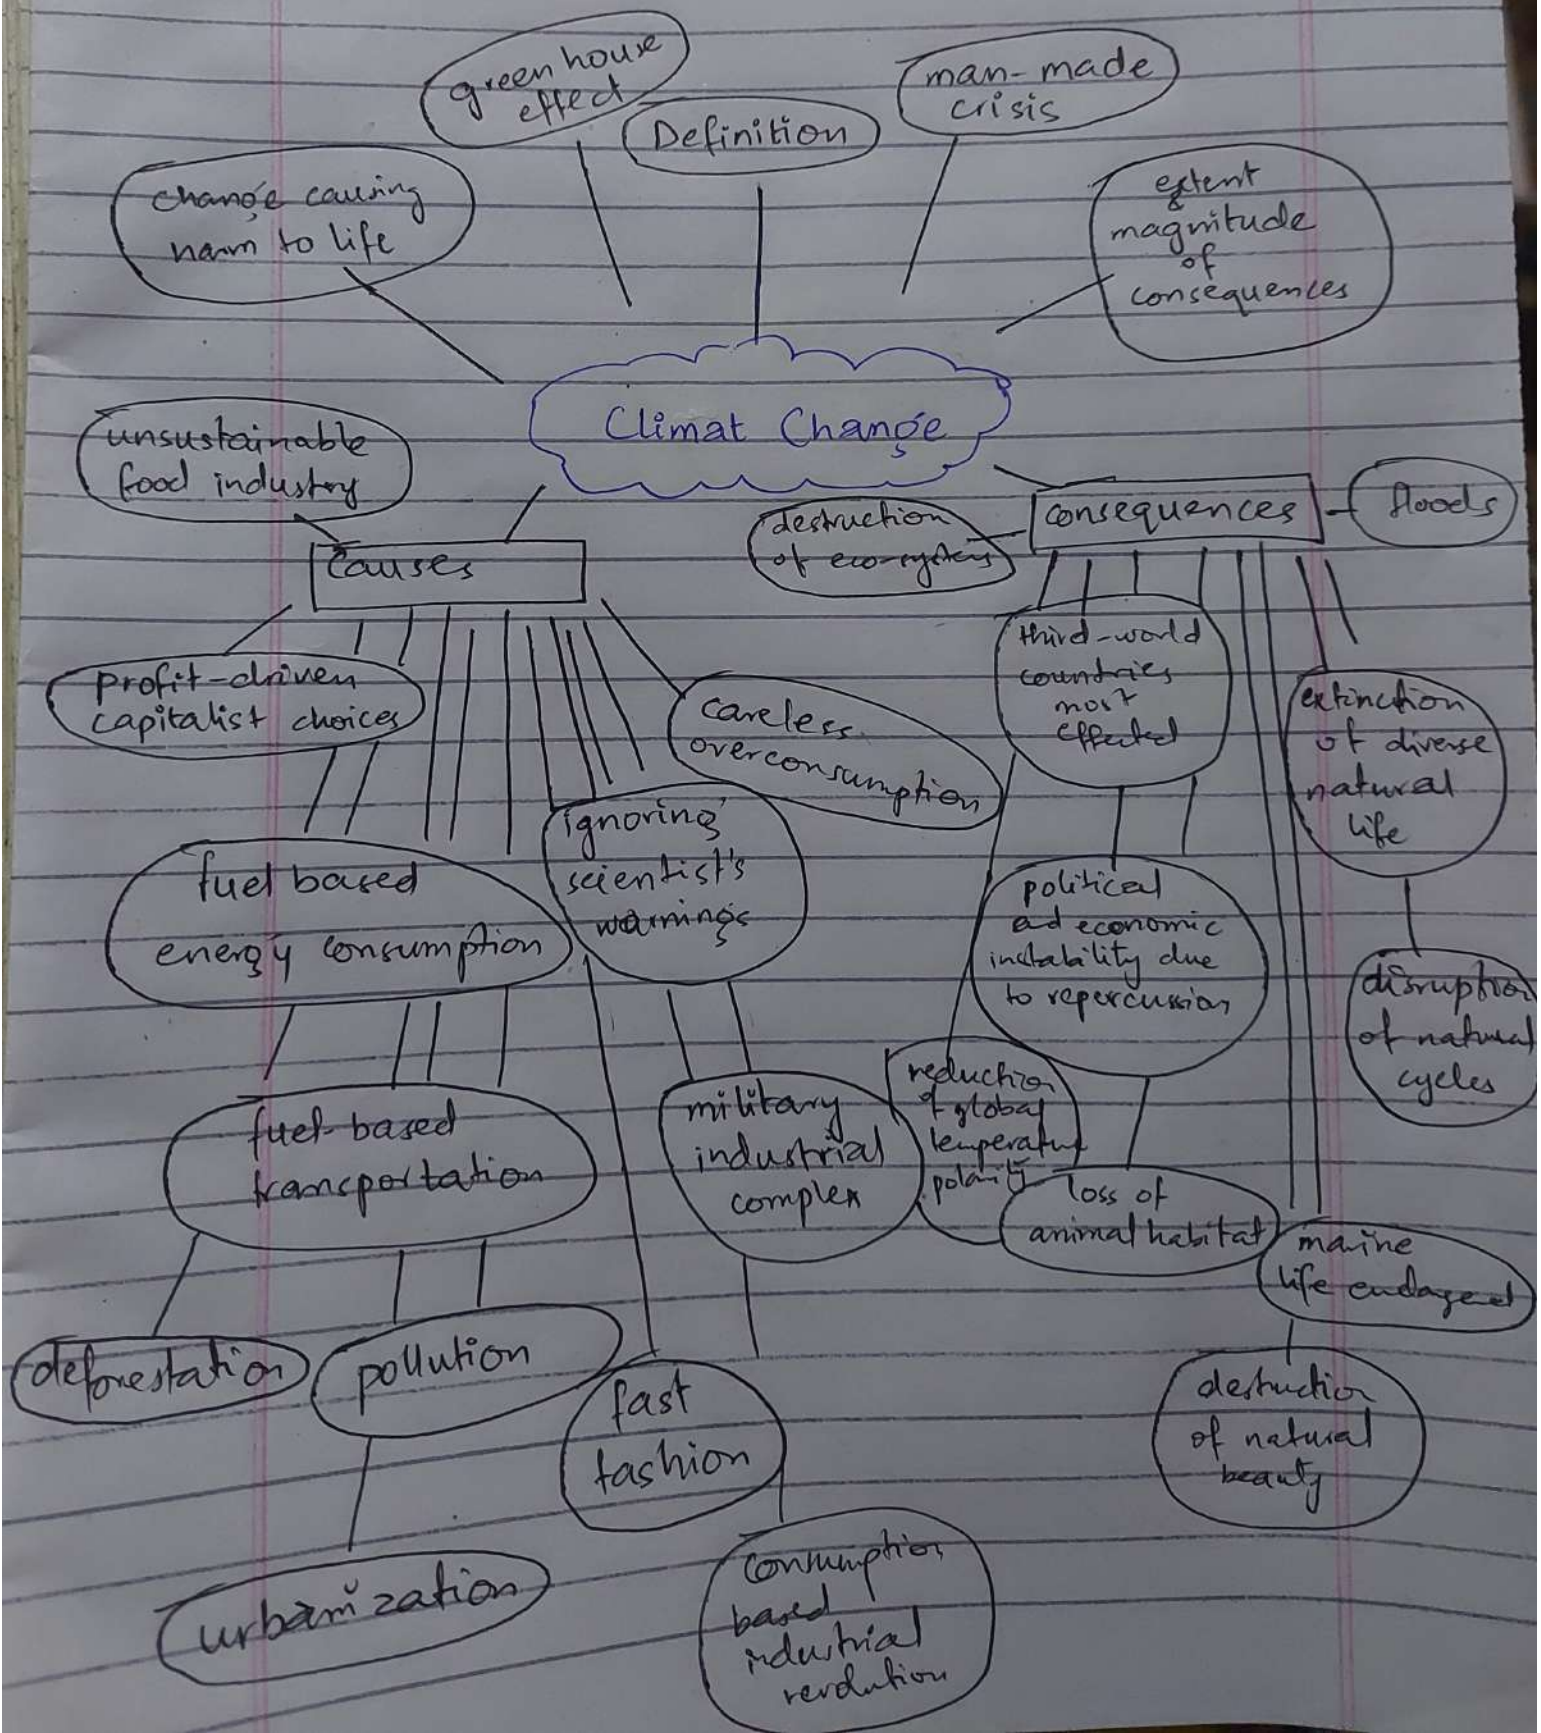 green house
effect
man-made
crisis
Definition
change causing
harm to life
extent
&
magnitude
of
consequences
Climat Change
unsustainable
food industry
consequences
floods
destruction
of eco-systems
Causes
third-world
countries
most
effected
profit-driven
capitalist choices
careless
overconsumption
extinction
of diverse
natural
life
ignoring
scientist's
warnings
fuel based
energy consumption
political
ad economic
instability due
to repercussion
disruption
of natural
cycles
reduction
of global
temperature
polarity
military
industrial
complex
fuel-based
transportation
loss of
animal habitat
marine
life endagered
deforestation
pollution
fast
fashion
destruction
of natural
beauty
urbanization
consumption
based
industrial
revolution